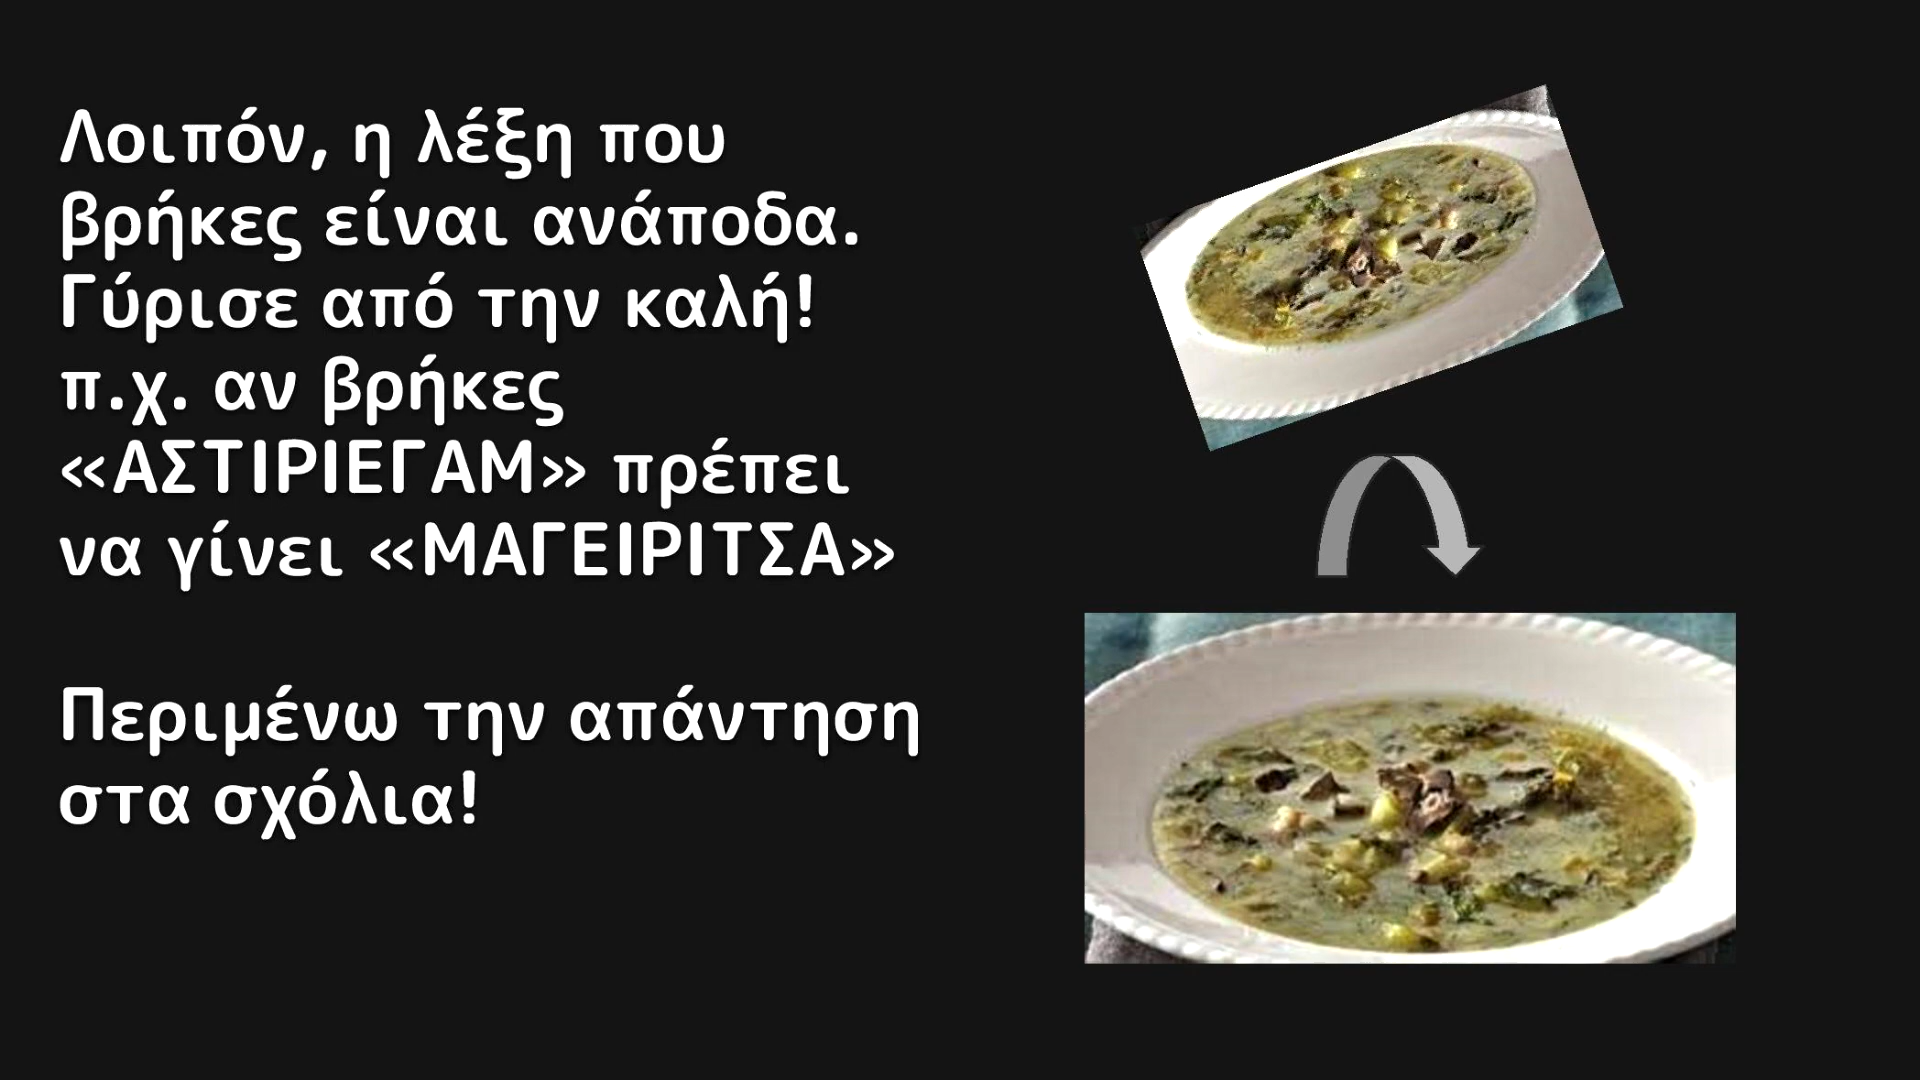 Λοιπόν, η λέξη που
βρήκες είναι ανάποδα.
Γύρισε από την καλή!
π.χ. αν βρήκες
«ΑΣΤΙΡΙΕΓΑΜ» πρέπει
να γίνει «ΜΑΓΕΙΡΙΤΣΑ»
Περιμένω την απάντηση
στα σχόλια!